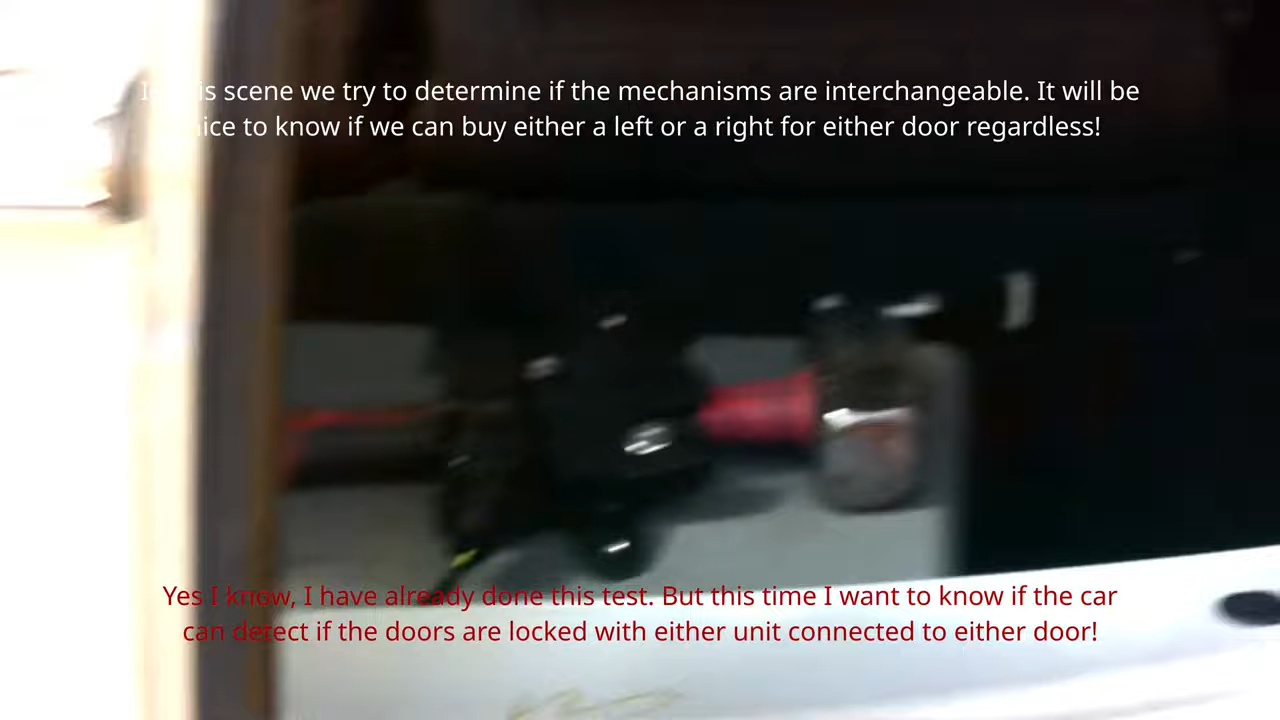 is scene we try to determine if the mechanisms are interchangeable. It will be
nice to know if we can buy either a left or a right for either door regardless!
Yes I know, I have already done this test. But this time I want to know if the car
can detect if the doors are locked with either unit connected to either door!